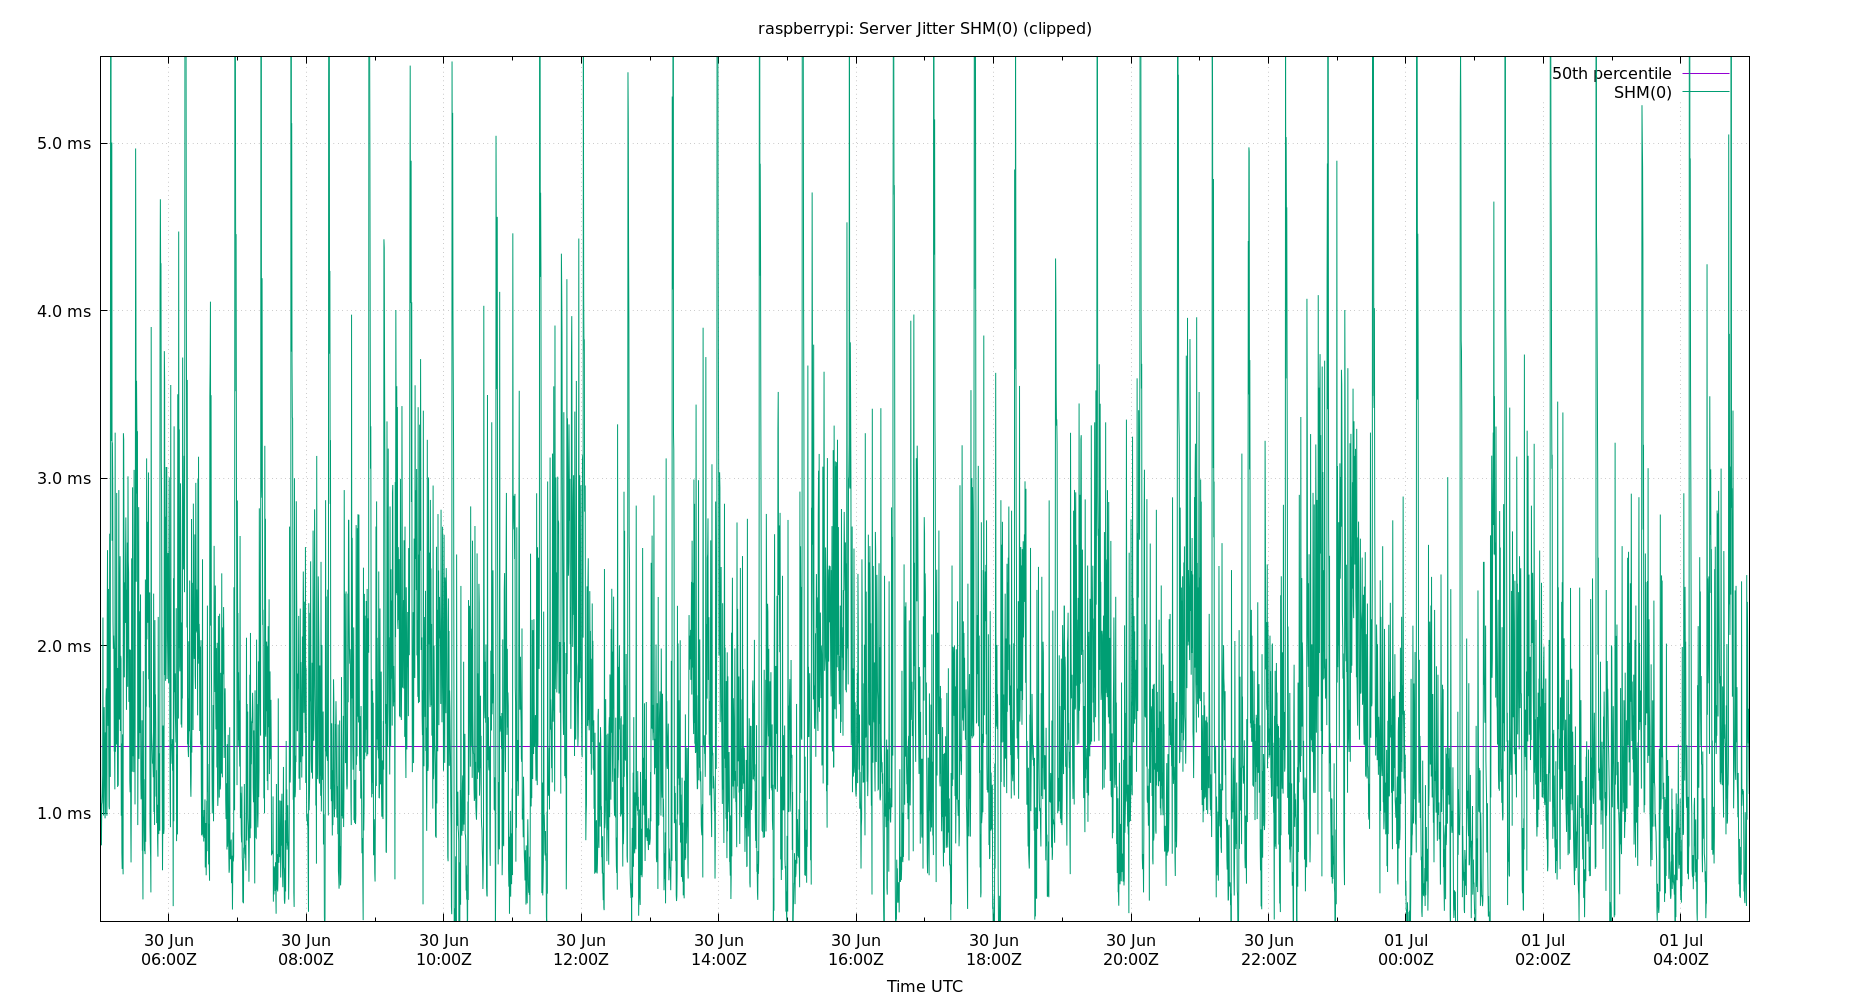 raspberrypi: Server Jitter SHM(0) (clipped)
50th percentile
SHM(0)
5.0 ms
4.0 ms
3.0 ms
2.0 ms
1.0 ms
30 Jun 30 Jun 30 Jun 30 Jun 30 Jun 30 Jun 30 Jun 30 Jun 30 Jun 01 Jul 01 Jul 01 Jul
06:00Z 08:00Z 10:00Z 12:00Z 14:00Z 16:00Z 18:00Z 20:00Z 22:00Z 00:00Z 02:00Z 04:00Z
Time UTC